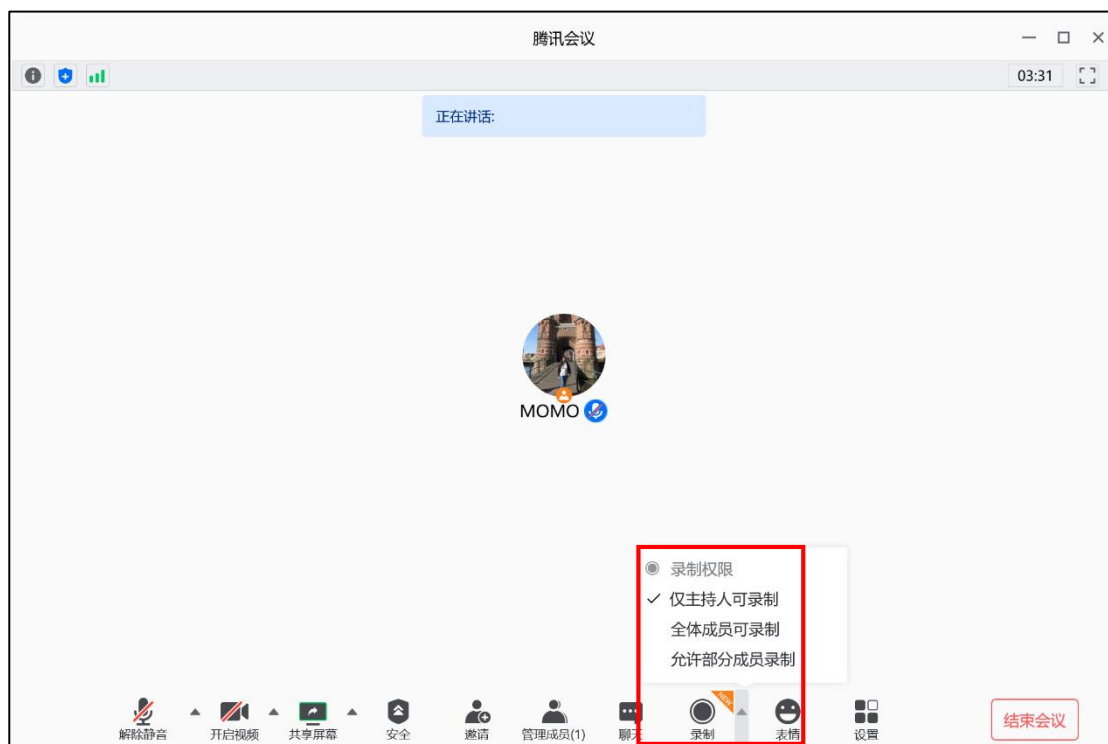 腾讯会议
03:31
正在讲话:
MOMO
录制权限
仅主持人可录制
全体成员可录制
允许部分成员录制
NEW
解除静音 开启视频 共享屏幕 安全 邀请 管理成员(1) 聊天 录制 表情 设置 结束会议